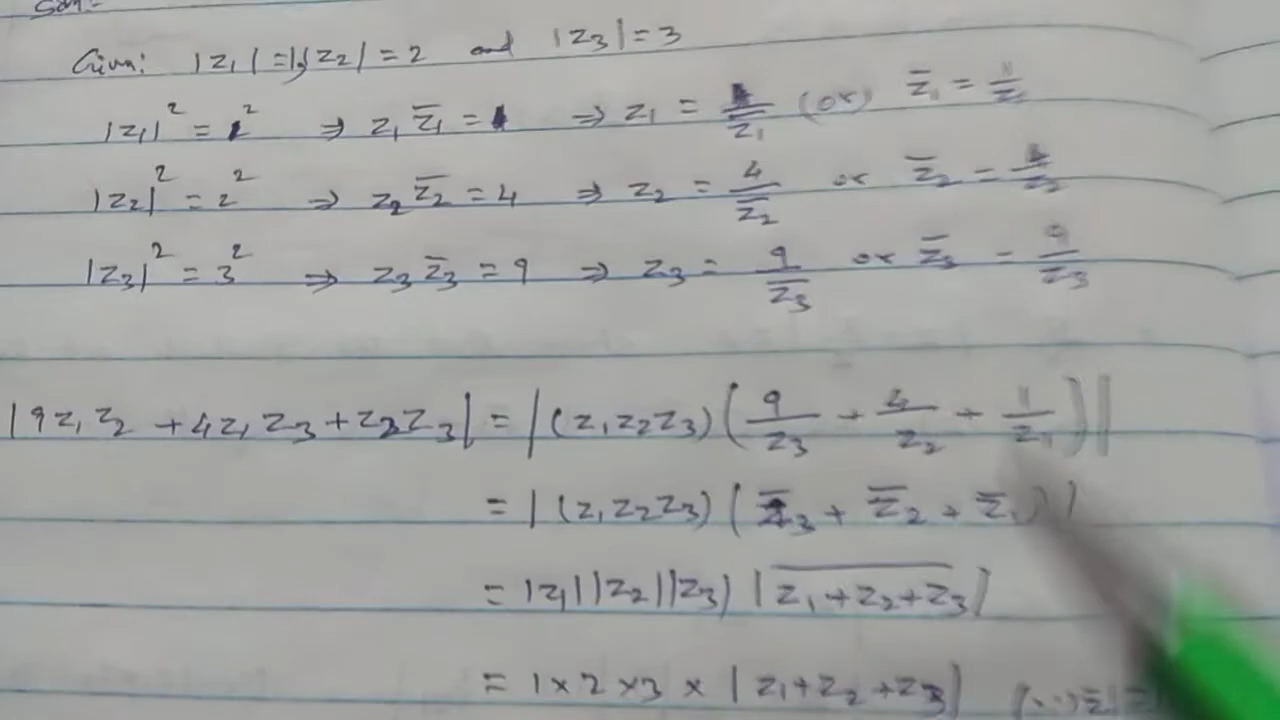 Soln:
Given: |z₁| = 1, |z₂| = 2 and |z₃| = 3
|z₁|² = 1² ⇒ z₁ z̄₁ = 1 ⇒ z₁ = 1/z̄₁ (or) z̄₁ = 1/z₁
|z₂|² = 2² ⇒ z₂ z̄₂ = 4 ⇒ z₂ = 4/z̄₂ or z̄₂ = 4/z₂
|z₃|² = 3² ⇒ z₃ z̄₃ = 9 ⇒ z₃ = 9/z̄₃ or z̄₃ = 9/z₃
|9z₁z₂ + 4z₁z₃ + z₂z₃| = |(z₁z₂z₃)(9/z₃ + 4/z₂ + 1/z₁)|
= |(z₁z₂z₃)(z̄₃ + z̄₂ + z̄₁)|
= |z₁||z₂||z₃| |z̅₁̅+̅z̅₂̅+̅z̅₃̅|
= 1×2×3×|z₁+z₂+z₃|